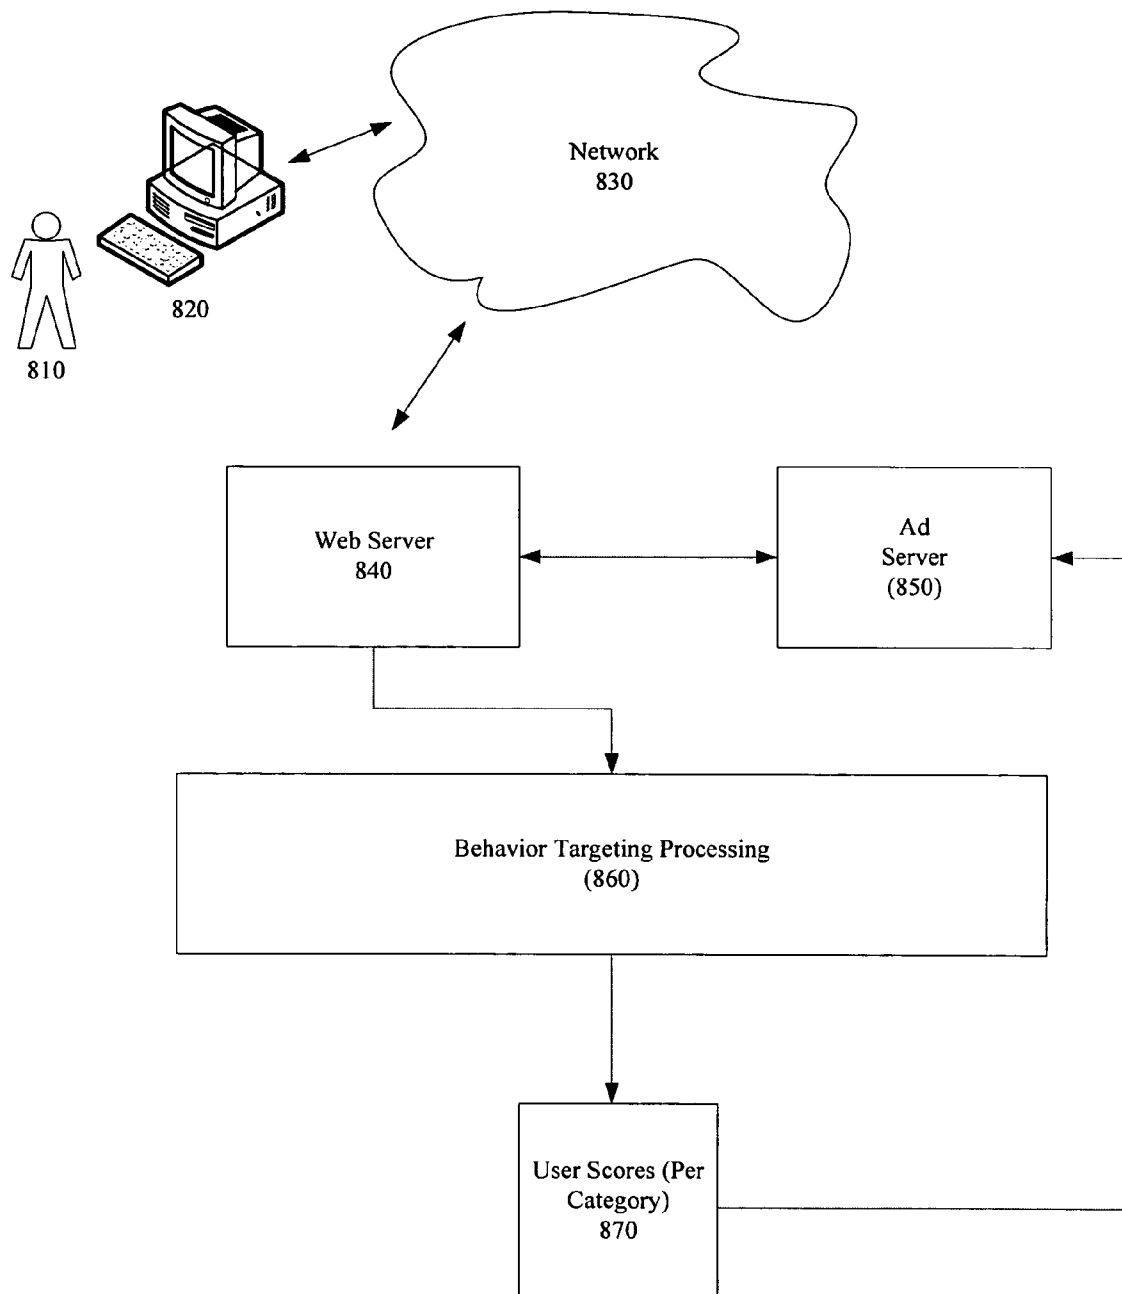 Network
830
820
810
Web Server
840
Ad
Server
(850)
Behavior Targeting Processing
(860)
User Scores (Per
Category)
870